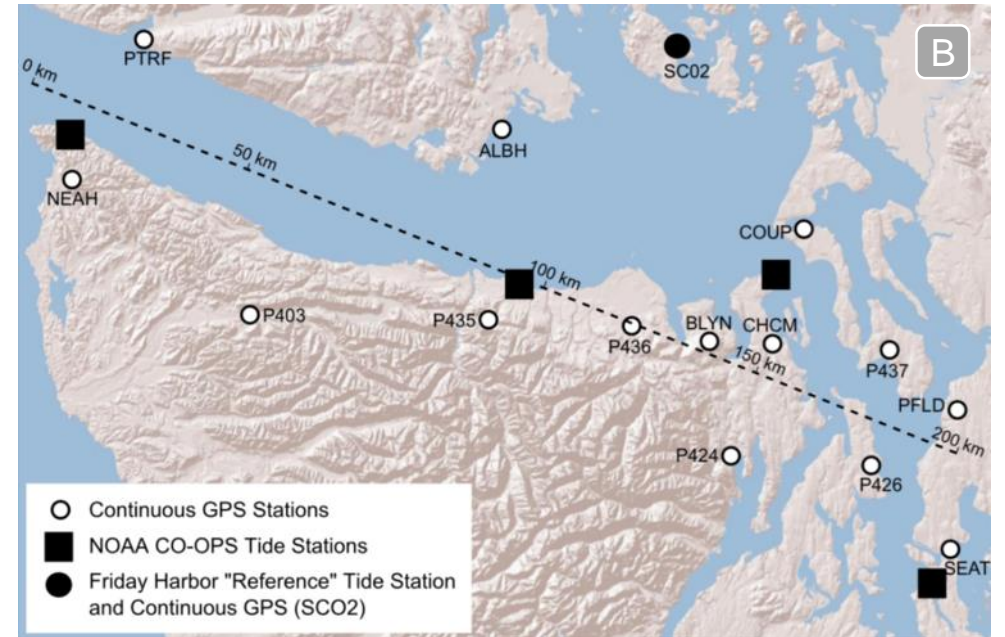 B
PTRF
SC02
0 km
ALBH
50 km
NEAH
COUP
100 km
P403
P435
P436
BLYN
CHCM
150 km
P437
PFLD
200 km
P424
P426
SEAT
Continuous GPS Stations
NOAA CO-OPS Tide Stations
Friday Harbor "Reference" Tide Station
and Continuous GPS (SCO2)